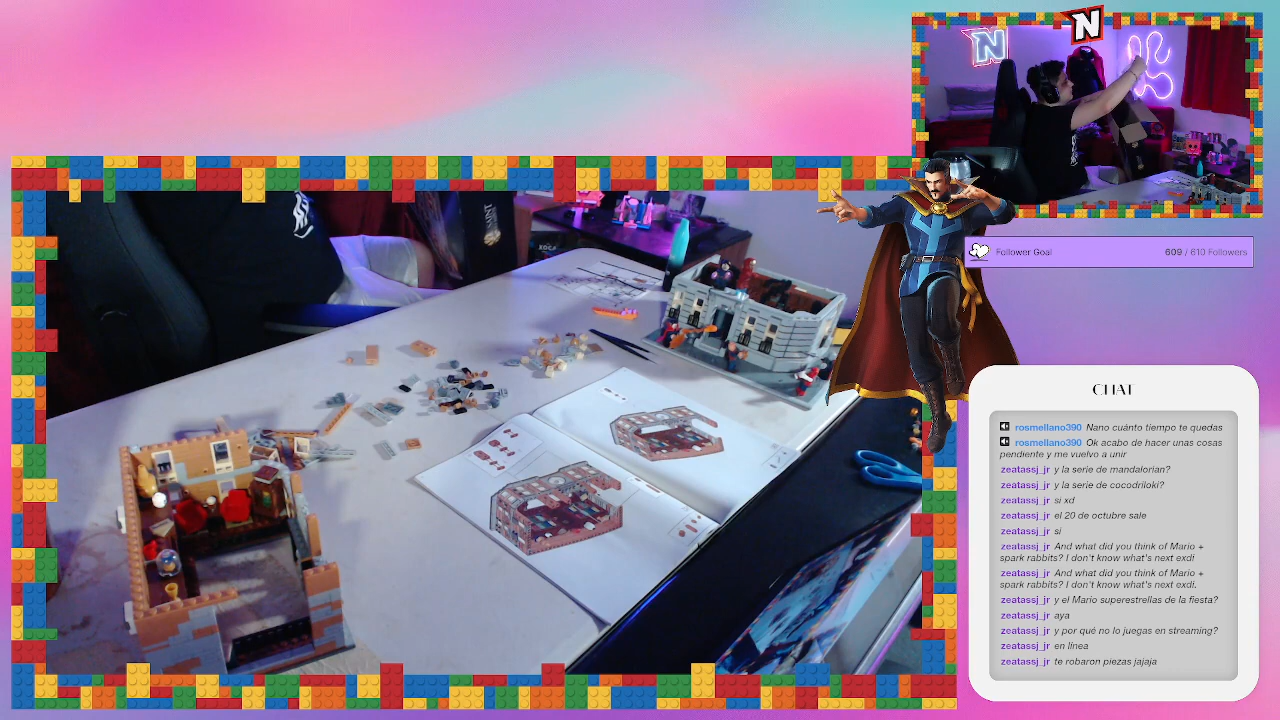 N
N
SAINT
Follower Goal
609 / 610 Followers
CHAT
rosmellano390 Nano cuánto tiempo te quedas
rosmellano390 Ok acabo de hacer unas cosas
pendiente y me vuelvo a unir
zeatassj_jr y la serie de mandalorian?
zeatassj_jr y la serie de cocodriloki?
zeatassj_jr si xd
zeatassj_jr el 20 de octubre sale
zeatassj_jr si
zeatassj_jr And what did you think of Mario +
spark rabbits? I don't know what's next exdi
zeatassj_jr And what did you think of Mario +
spark rabbits? I don't know what's next exdi.
zeatassj_jr y el Mario superestrellas de la fiesta?
zeatassj_jr aya
zeatassj_jr y por qué no lo juegas en streaming?
zeatassj_jr en línea
zeatassj_jr te robaron piezas jajaja